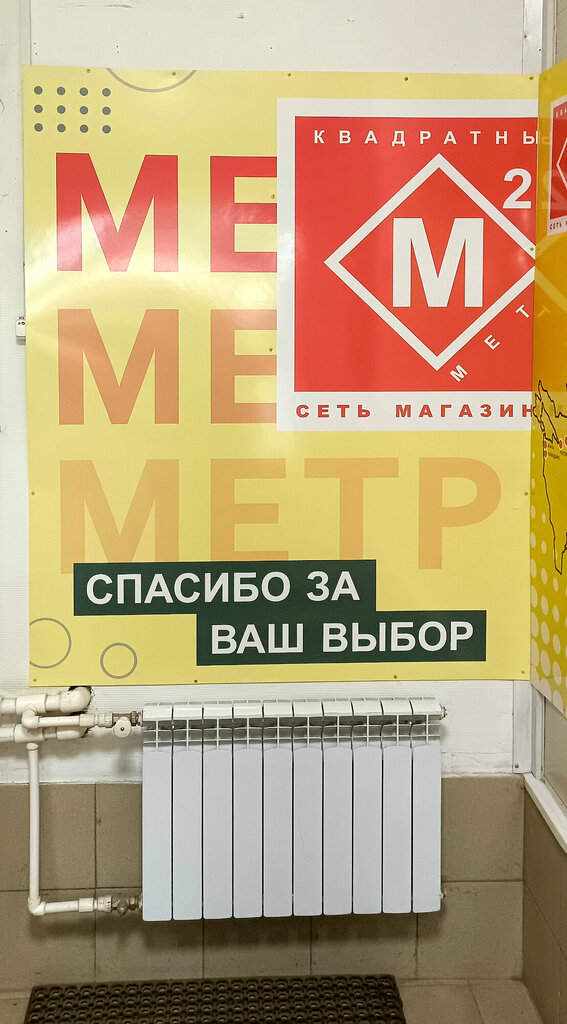 МЕ
КВАДРАТНЫ
М 2
МЕТ
МЕ
СЕТЬ МАГАЗИН
МЕТР
СПАСИБО ЗА
ВАШ ВЫБОР